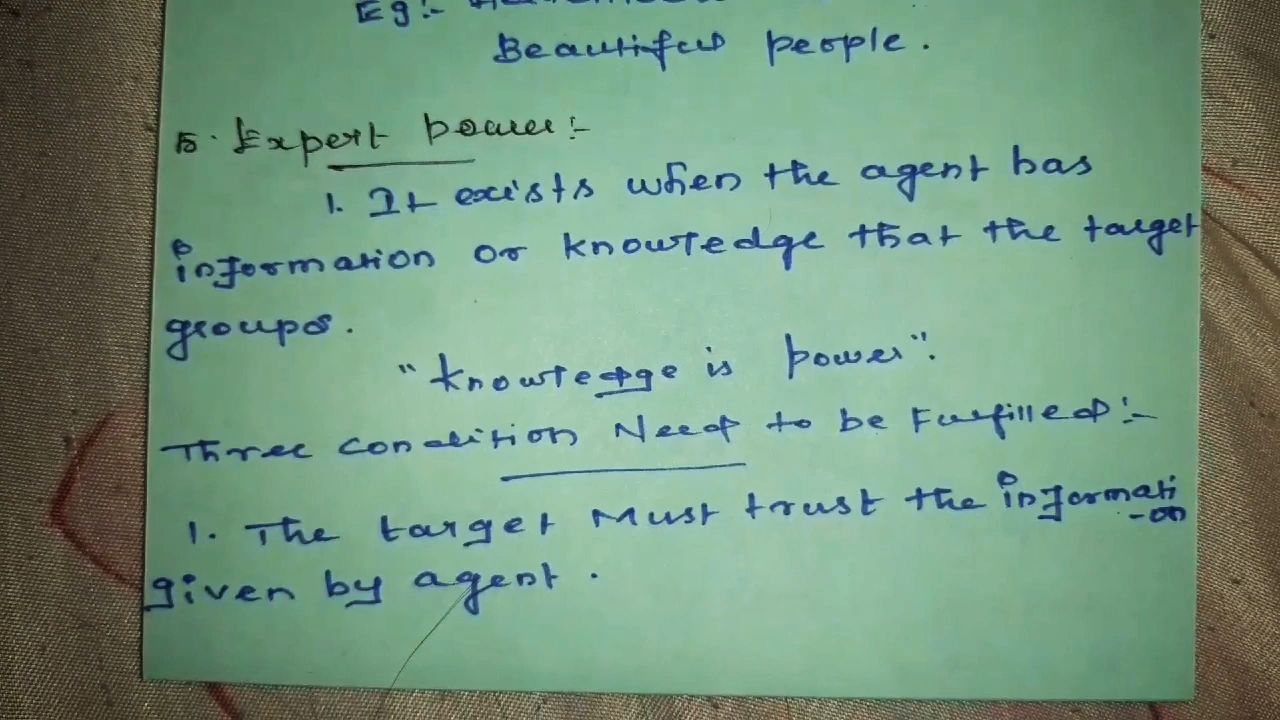 Eg:-
Beautiful people.
5. Expert power:-
1. It exists when the agent has
information or knowledge that the target
groups.
"knowledge is power".
Three condition Need to be Fulfilled:-
1. The target Must trust the informati
-on
given by agent.